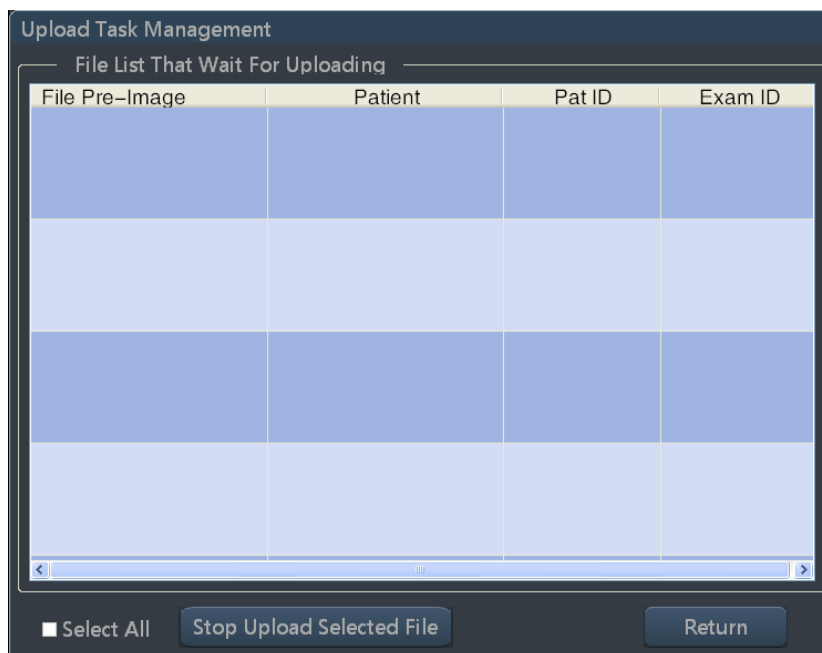 Upload Task Management
File List That Wait For Uploading
File Pre-Image Patient Pat ID Exam ID
Select All Stop Upload Selected File Return